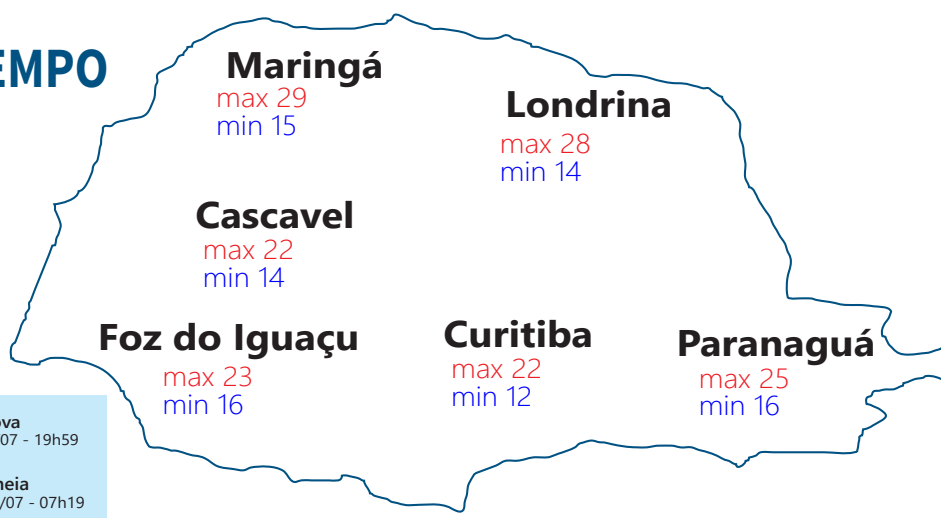 EMPO
Maringá
max 29
min 15
Londrina
max 28
min 14
Cascavel
max 22
min 14
Foz do Iguaçu
max 23
min 16
Curitiba
max 22
min 12
Paranaguá
max 25
min 16
ova
07 - 19h59
heia
/07 - 07h19